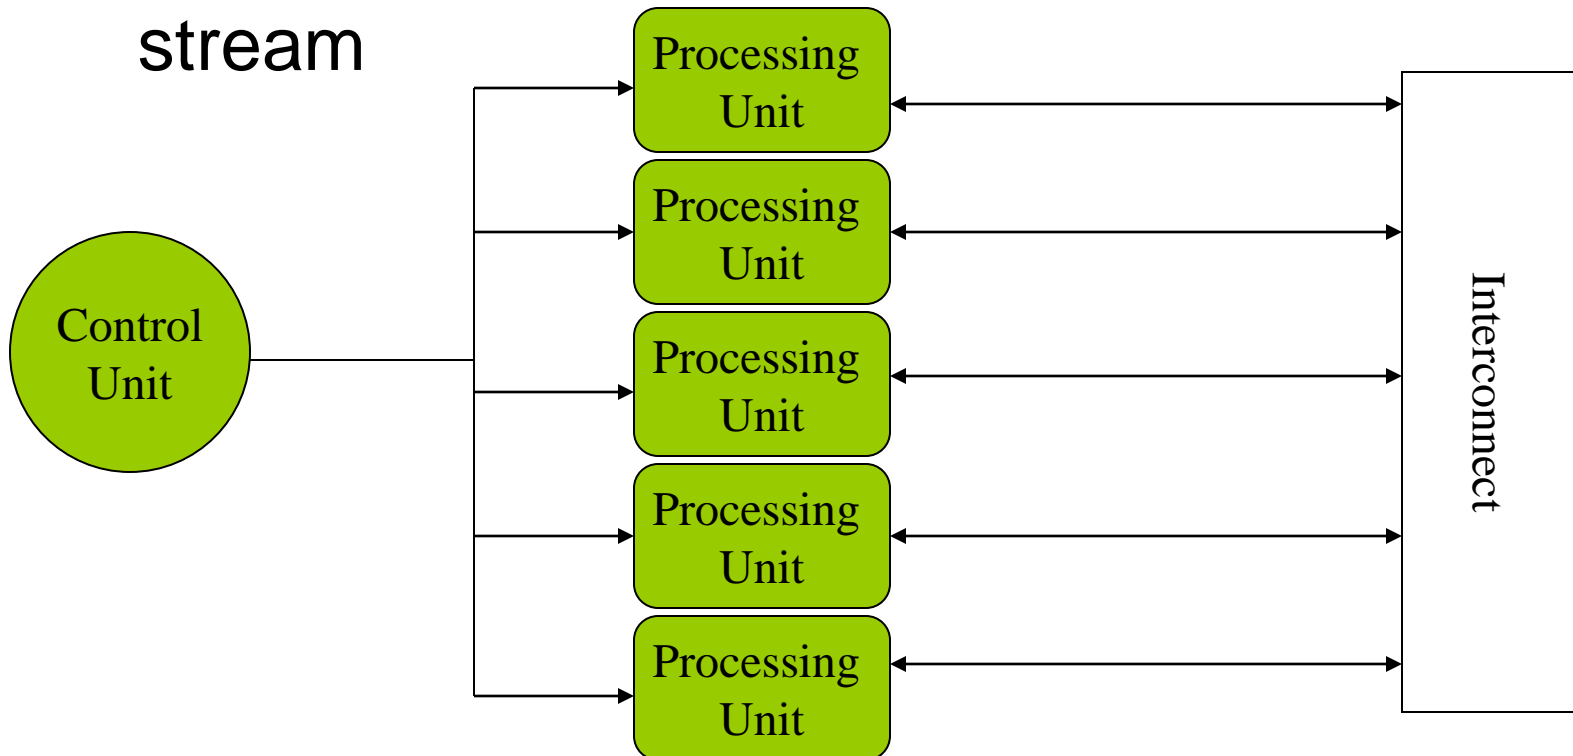 stream
Processing
Unit
Processing
Unit
Control
Unit
Processing
Unit
Processing
Unit
Processing
Unit
Interconnect